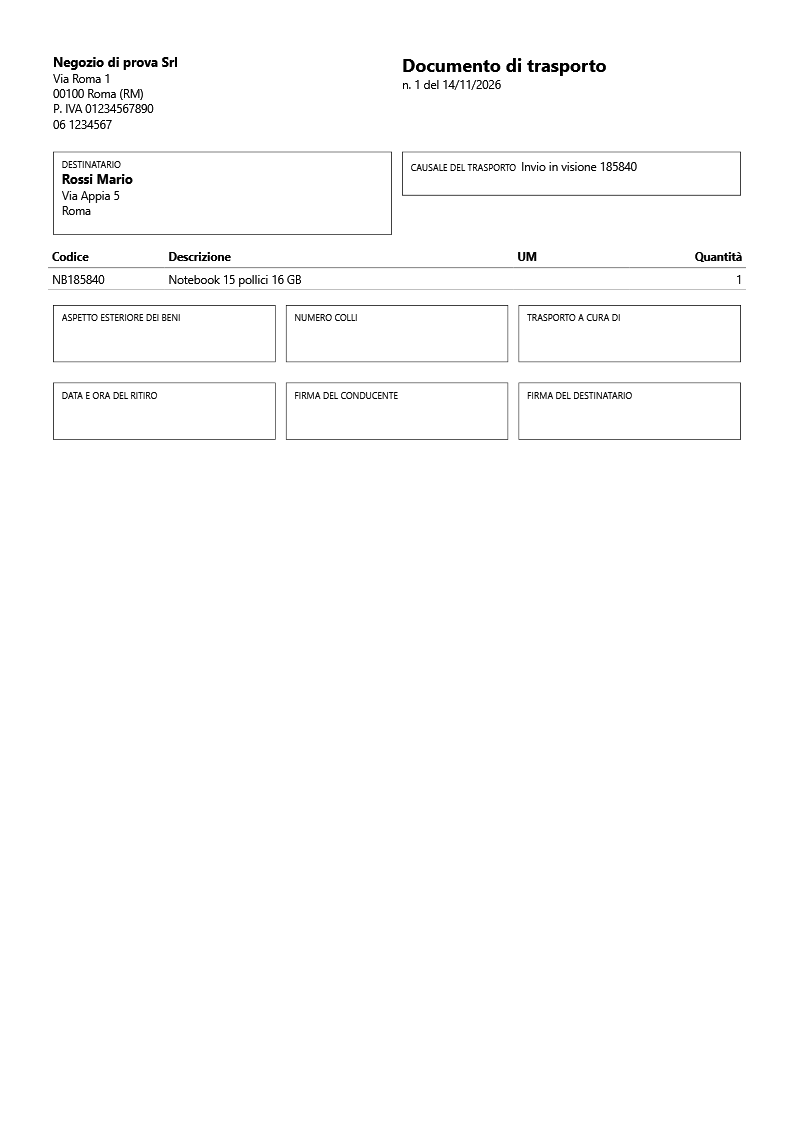 Negozio di prova Srl
Via Roma 1
00100 Roma (RM)
P. IVA 01234567890
06 1234567
Documento di trasporto
n. 1 del 14/11/2026
DESTINATARIO
Rossi Mario
Via Appia 5
Roma
CAUSALE DEL TRASPORTO Invio in visione 185840
Codice Descrizione UM Quantità
NB185840 Notebook 15 pollici 16 GB 1
ASPETTO ESTERIORE DEI BENI NUMERO COLLI TRASPORTO A CURA DI
DATA E ORA DEL RITIRO FIRMA DEL CONDUCENTE FIRMA DEL DESTINATARIO